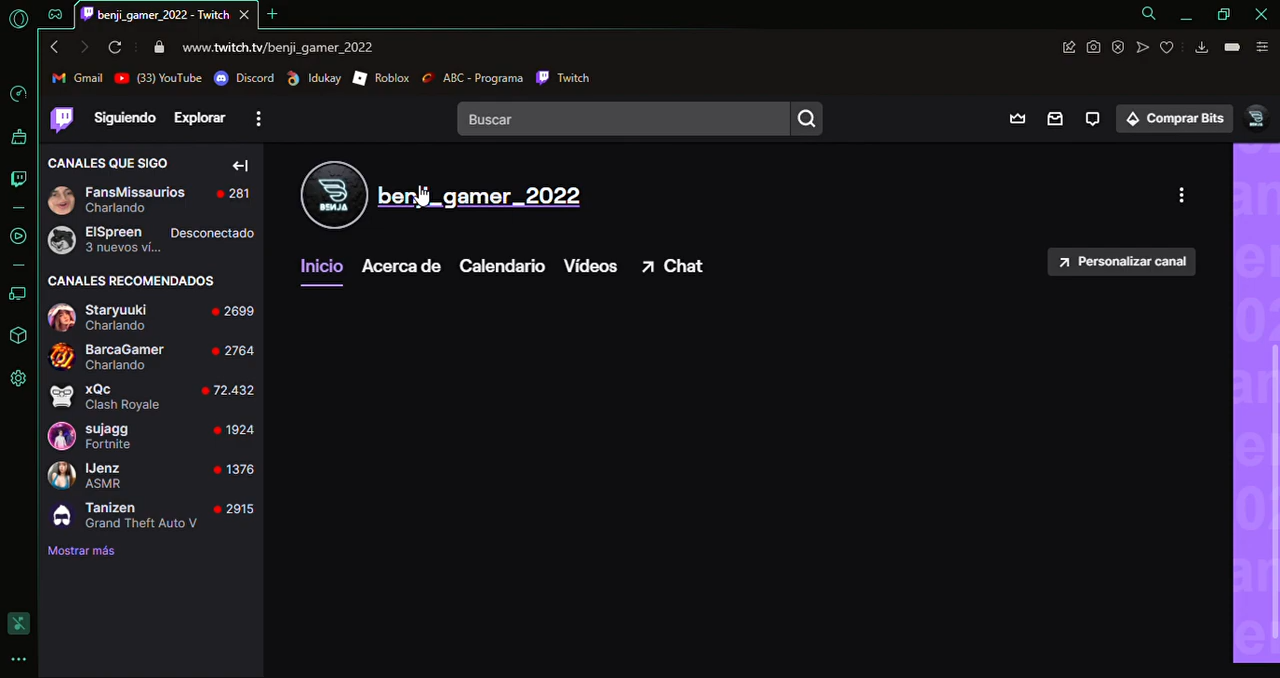 benji_gamer_2022 - Twitch
www.twitch.tv/benji_gamer_2022
Gmail (33) YouTube Discord Idukay Roblox ABC - Programa Twitch
Siguiendo Explorar Buscar Comprar Bits
CANALES QUE SIGO
FansMissaurios 281
Charlando
ElSpreen Desconectado
3 nuevos ví...
CANALES RECOMENDADOS
Staryuuki 2699
Charlando
BarcaGamer 2764
Charlando
xQc 72.432
Clash Royale
sujagg 1924
Fortnite
IJenz 1376
ASMR
Tanizen 2915
Grand Theft Auto V
Mostrar más
BENJA
benji_gamer_2022
Inicio Acerca de Calendario Vídeos Chat
Personalizar canal